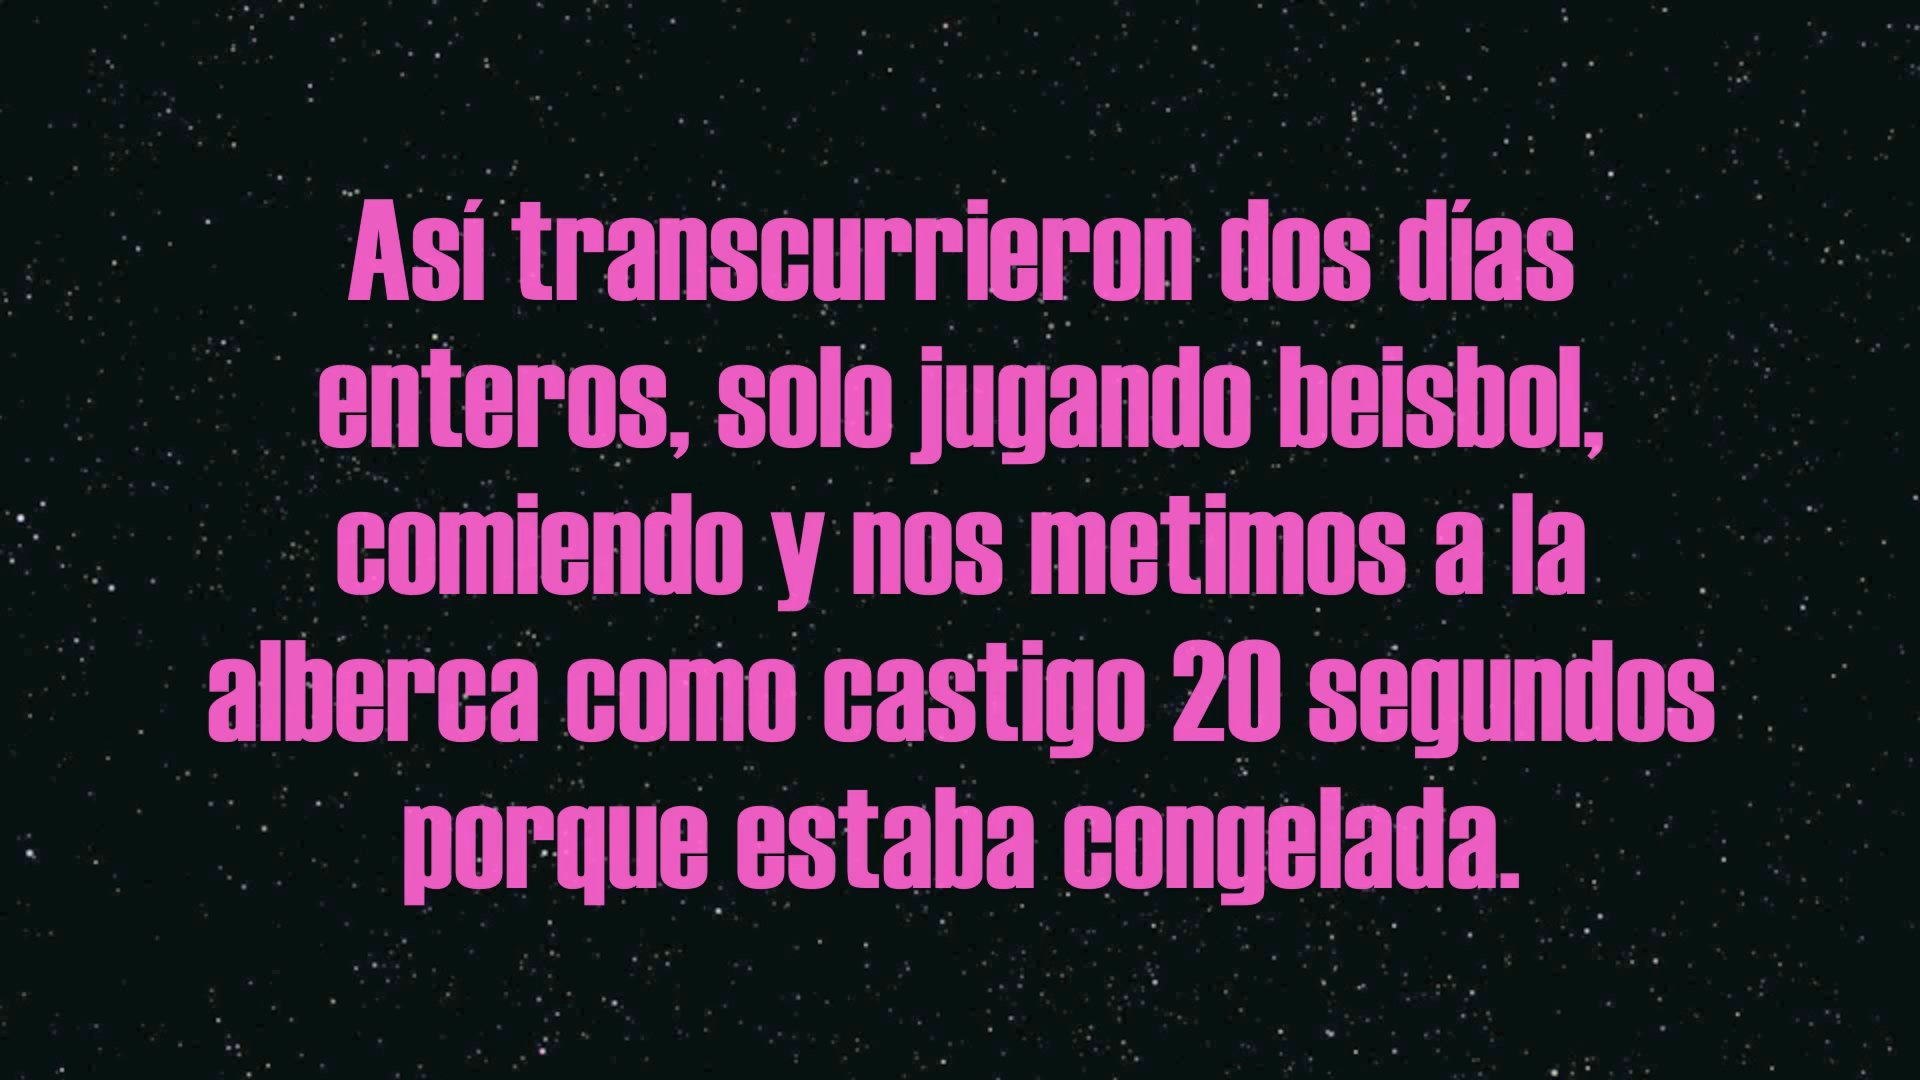 Así transcurrieron dos días
enteros, solo jugando beisbol,
comiendo y nos metimos a la
alberca como castigo 20 segundos
porque estaba congelada.